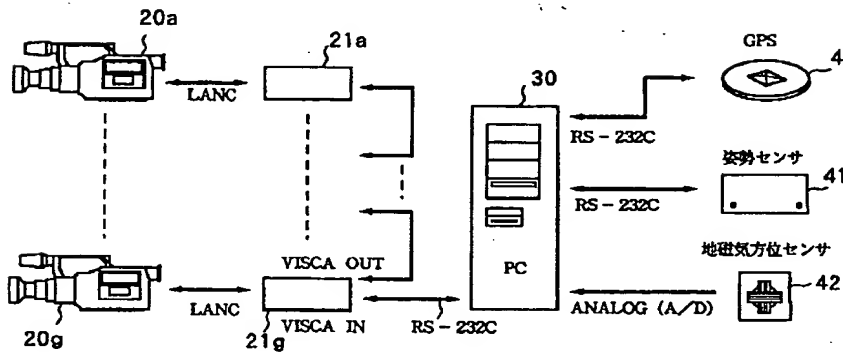 20a
21a
LANC
30
GPS
4
RS-232C
姿勢センサ
41
RS-232C
地磁気方位センサ
PC
VISCA OUT
42
LANC
ANALOG (A/D)
20g
21g
VISCA IN
RS-232C